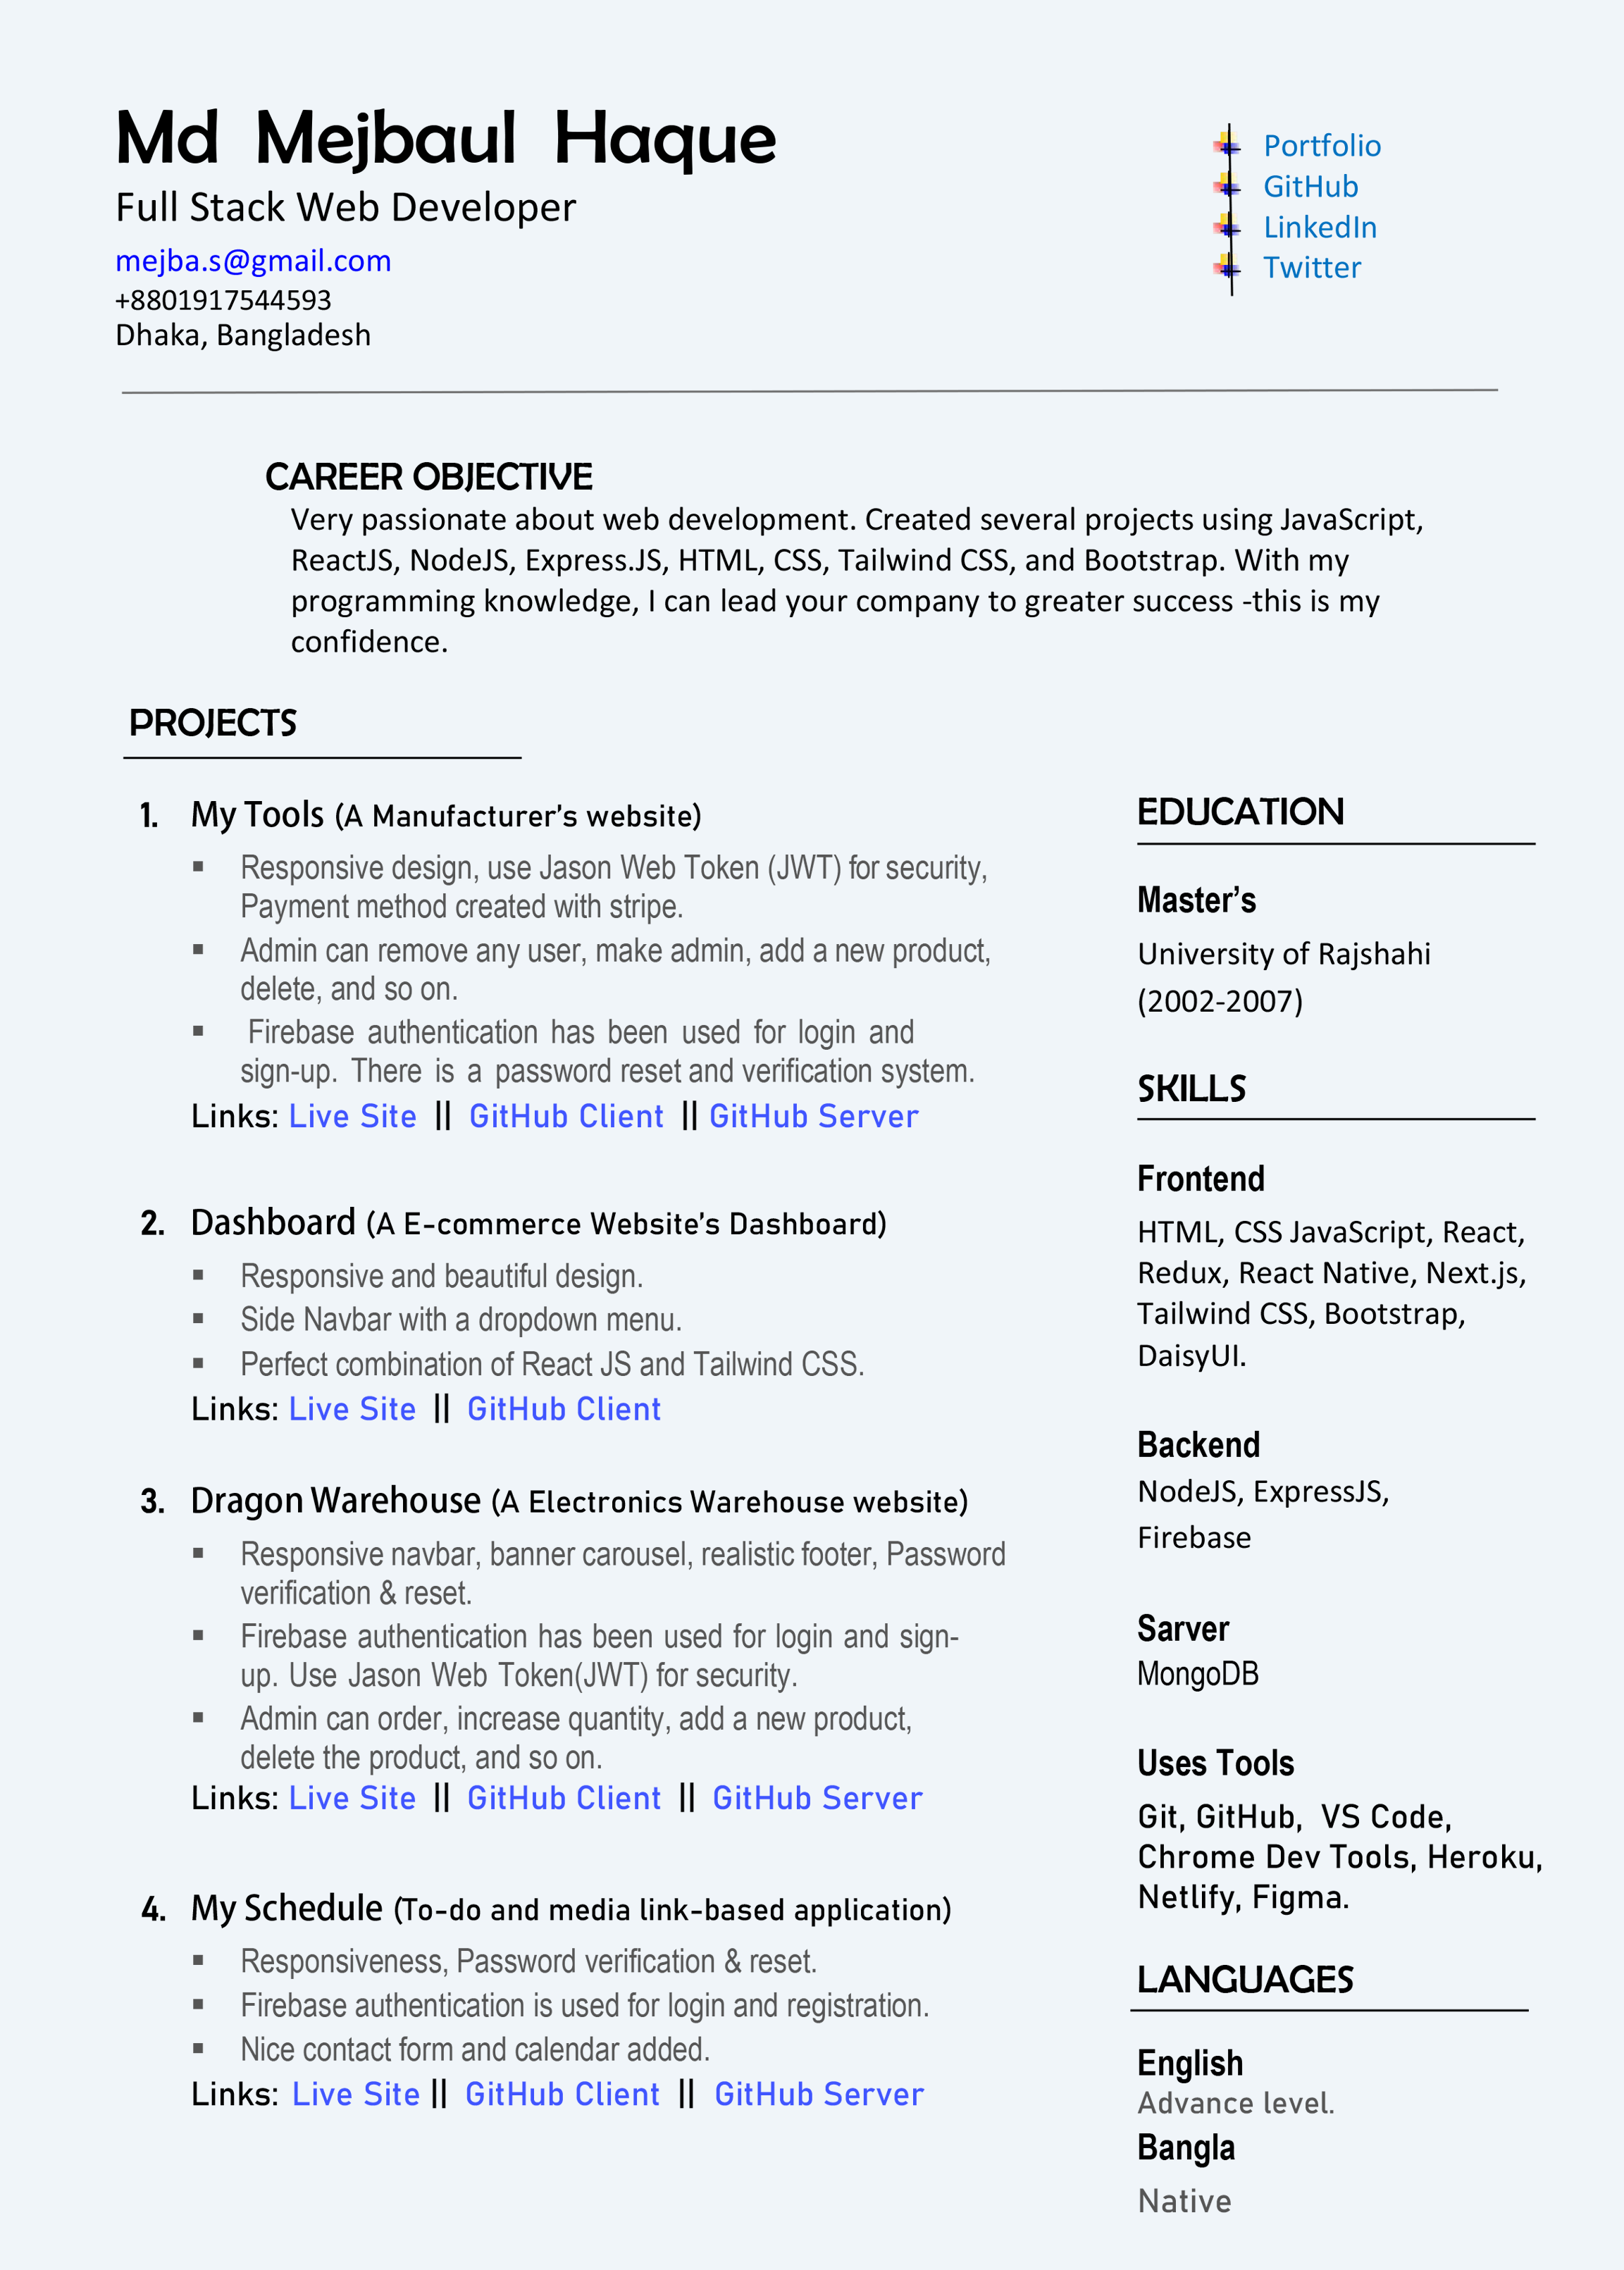 Md Mejbaul Haque
Full Stack Web Developer
mejba.s@gmail.com
+8801917544593
Dhaka, Bangladesh
Portfolio
GitHub
LinkedIn
Twitter
CAREER OBJECTIVE
Very passionate about web development. Created several projects using JavaScript,
ReactJS, NodeJS, Express.JS, HTML, CSS, Tailwind CSS, and Bootstrap. With my
programming knowledge, I can lead your company to greater success -this is my
confidence.
PROJECTS
1. My Tools (A Manufacturer's website)
▪ Responsive design, use Jason Web Token (JWT) for security,
Payment method created with stripe.
▪ Admin can remove any user, make admin, add a new product,
delete, and so on.
▪ Firebase authentication has been used for login and
sign-up. There is a password reset and verification system.
Links: Live Site || GitHub Client || GitHub Server
2. Dashboard (A E-commerce Website's Dashboard)
▪ Responsive and beautiful design.
▪ Side Navbar with a dropdown menu.
▪ Perfect combination of React JS and Tailwind CSS.
Links: Live Site || GitHub Client
3. Dragon Warehouse (A Electronics Warehouse website)
▪ Responsive navbar, banner carousel, realistic footer, Password
verification & reset.
▪ Firebase authentication has been used for login and sign-
up. Use Jason Web Token(JWT) for security.
▪ Admin can order, increase quantity, add a new product,
delete the product, and so on.
Links: Live Site || GitHub Client || GitHub Server
4. My Schedule (To-do and media link-based application)
▪ Responsiveness, Password verification & reset.
▪ Firebase authentication is used for login and registration.
▪ Nice contact form and calendar added.
Links: Live Site || GitHub Client || GitHub Server
EDUCATION
Master's
University of Rajshahi
(2002-2007)
SKILLS
Frontend
HTML, CSS JavaScript, React,
Redux, React Native, Next.js,
Tailwind CSS, Bootstrap,
DaisyUI.
Backend
NodeJS, ExpressJS,
Firebase
Sarver
MongoDB
Uses Tools
Git, GitHub, VS Code,
Chrome Dev Tools, Heroku,
Netlify, Figma.
LANGUAGES
English
Advance level.
Bangla
Native